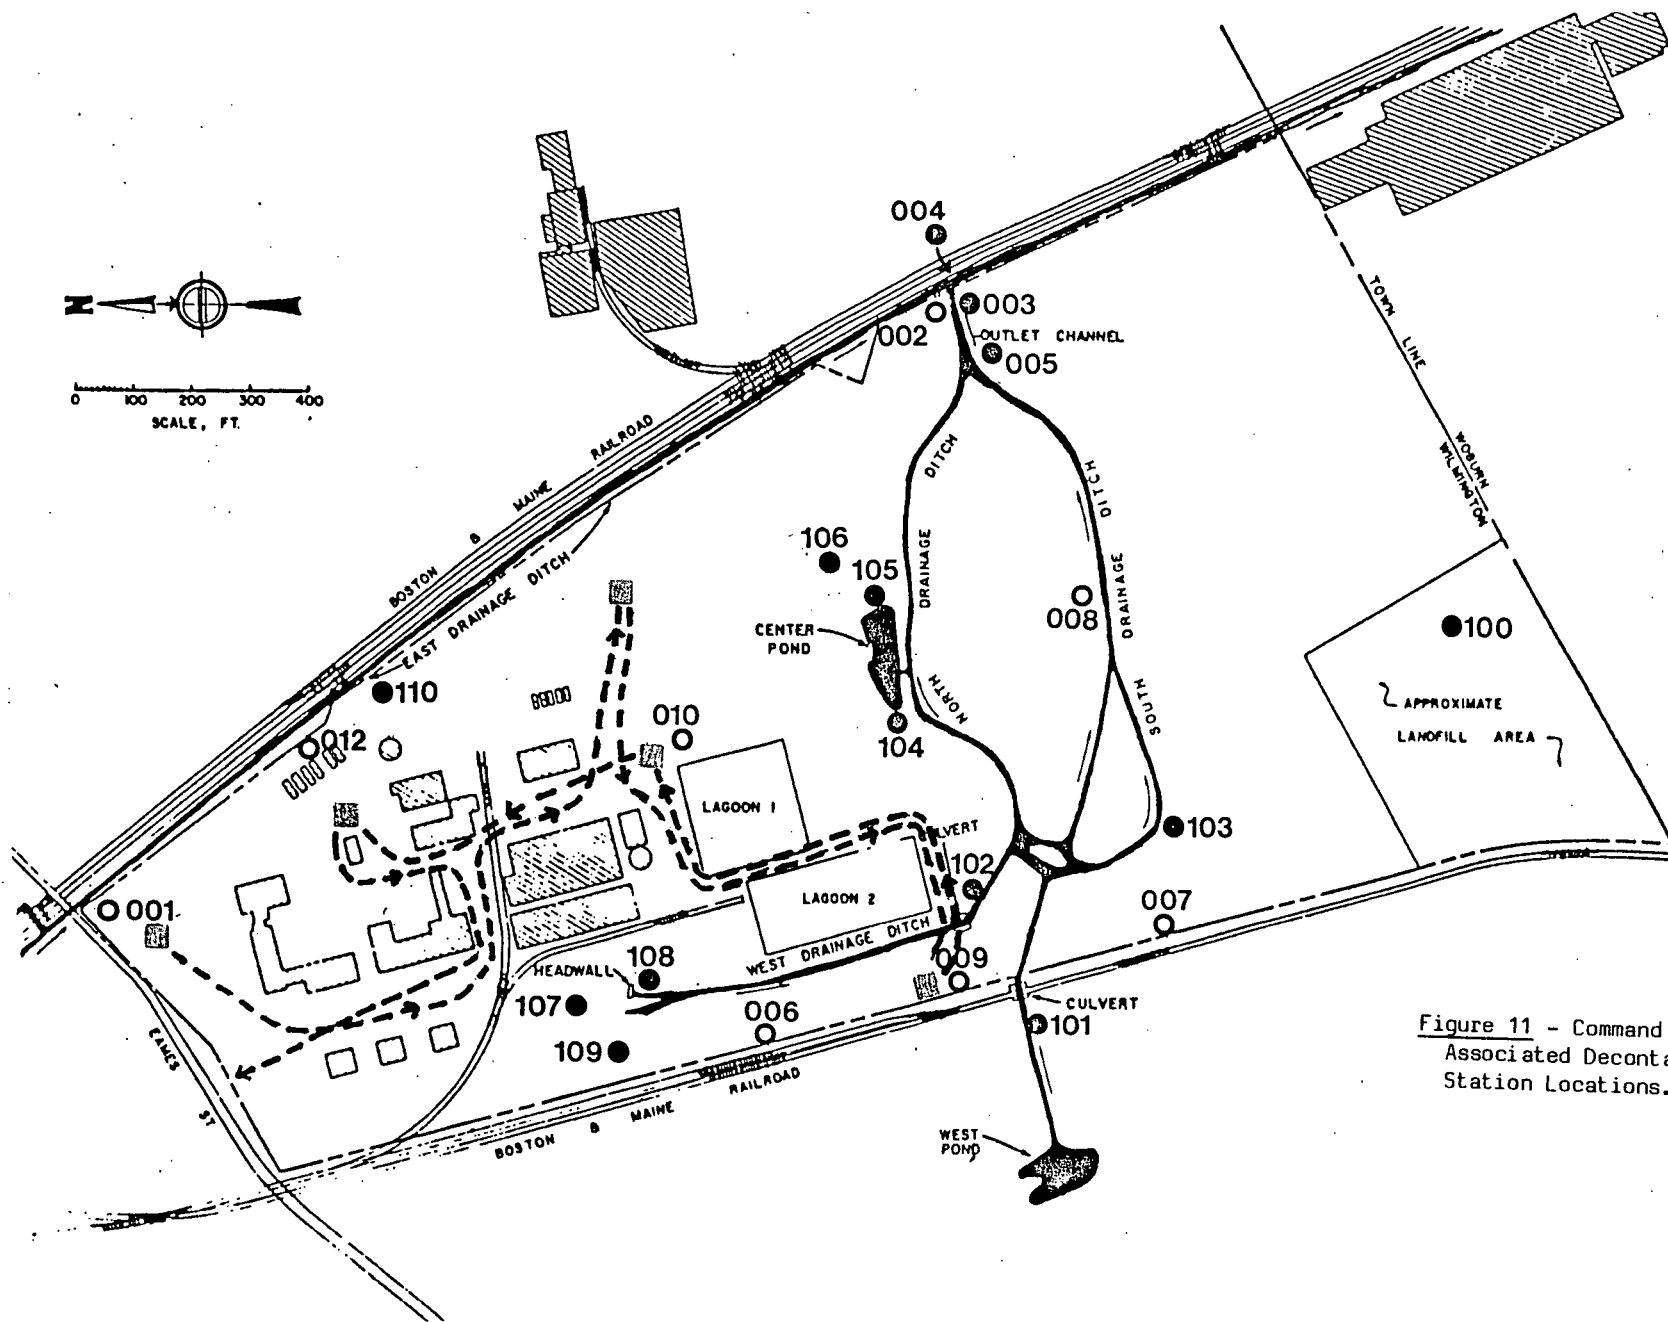 004
003
002
OUTLET CHANNEL
005
N
0 100 200 300 400
SCALE, FT.
TOWN LINE
WOBURN
WILMINGTON
BOSTON & MAINE RAILROAD
EAST DRAINAGE DITCH
NORTH DRAINAGE DITCH
SOUTH DRAINAGE DITCH
106
105
CENTER
POND
008
100
APPROXIMATE
LANDFILL AREA
110
012
010
104
LAGOON 1
CULVERT
103
102
LAGOON 2
001
007
WEST DRAINAGE DITCH
009
HEADWALL
108
107
006
CULVERT
101
109
EAMES ST
BOSTON & MAINE RAILROAD
WEST
POND
Figure 11 - Command
Associated Deconta
Station Locations.